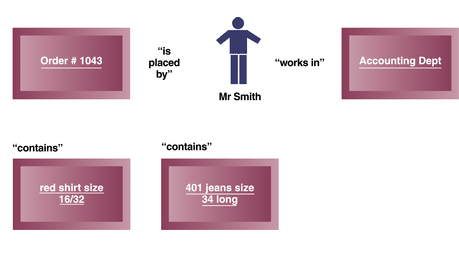 Order # 1043
“is
placed
by”
Mr Smith
“works in”
Accounting Dept
“contains”
red shirt size
16/32
“contains”
401 jeans size
34 long